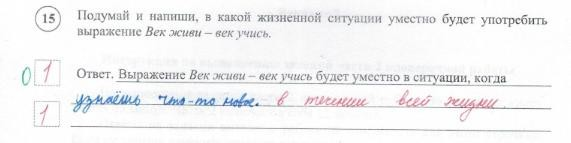 15 Подумай и напиши, в какой жизненной ситуации уместно будет употребить
выражение Век живи – век учись.
0 1 Ответ. Выражение Век живи – век учись будет уместно в ситуации, когда
узнаёшь что-то новое. в течении всей жизни.
1